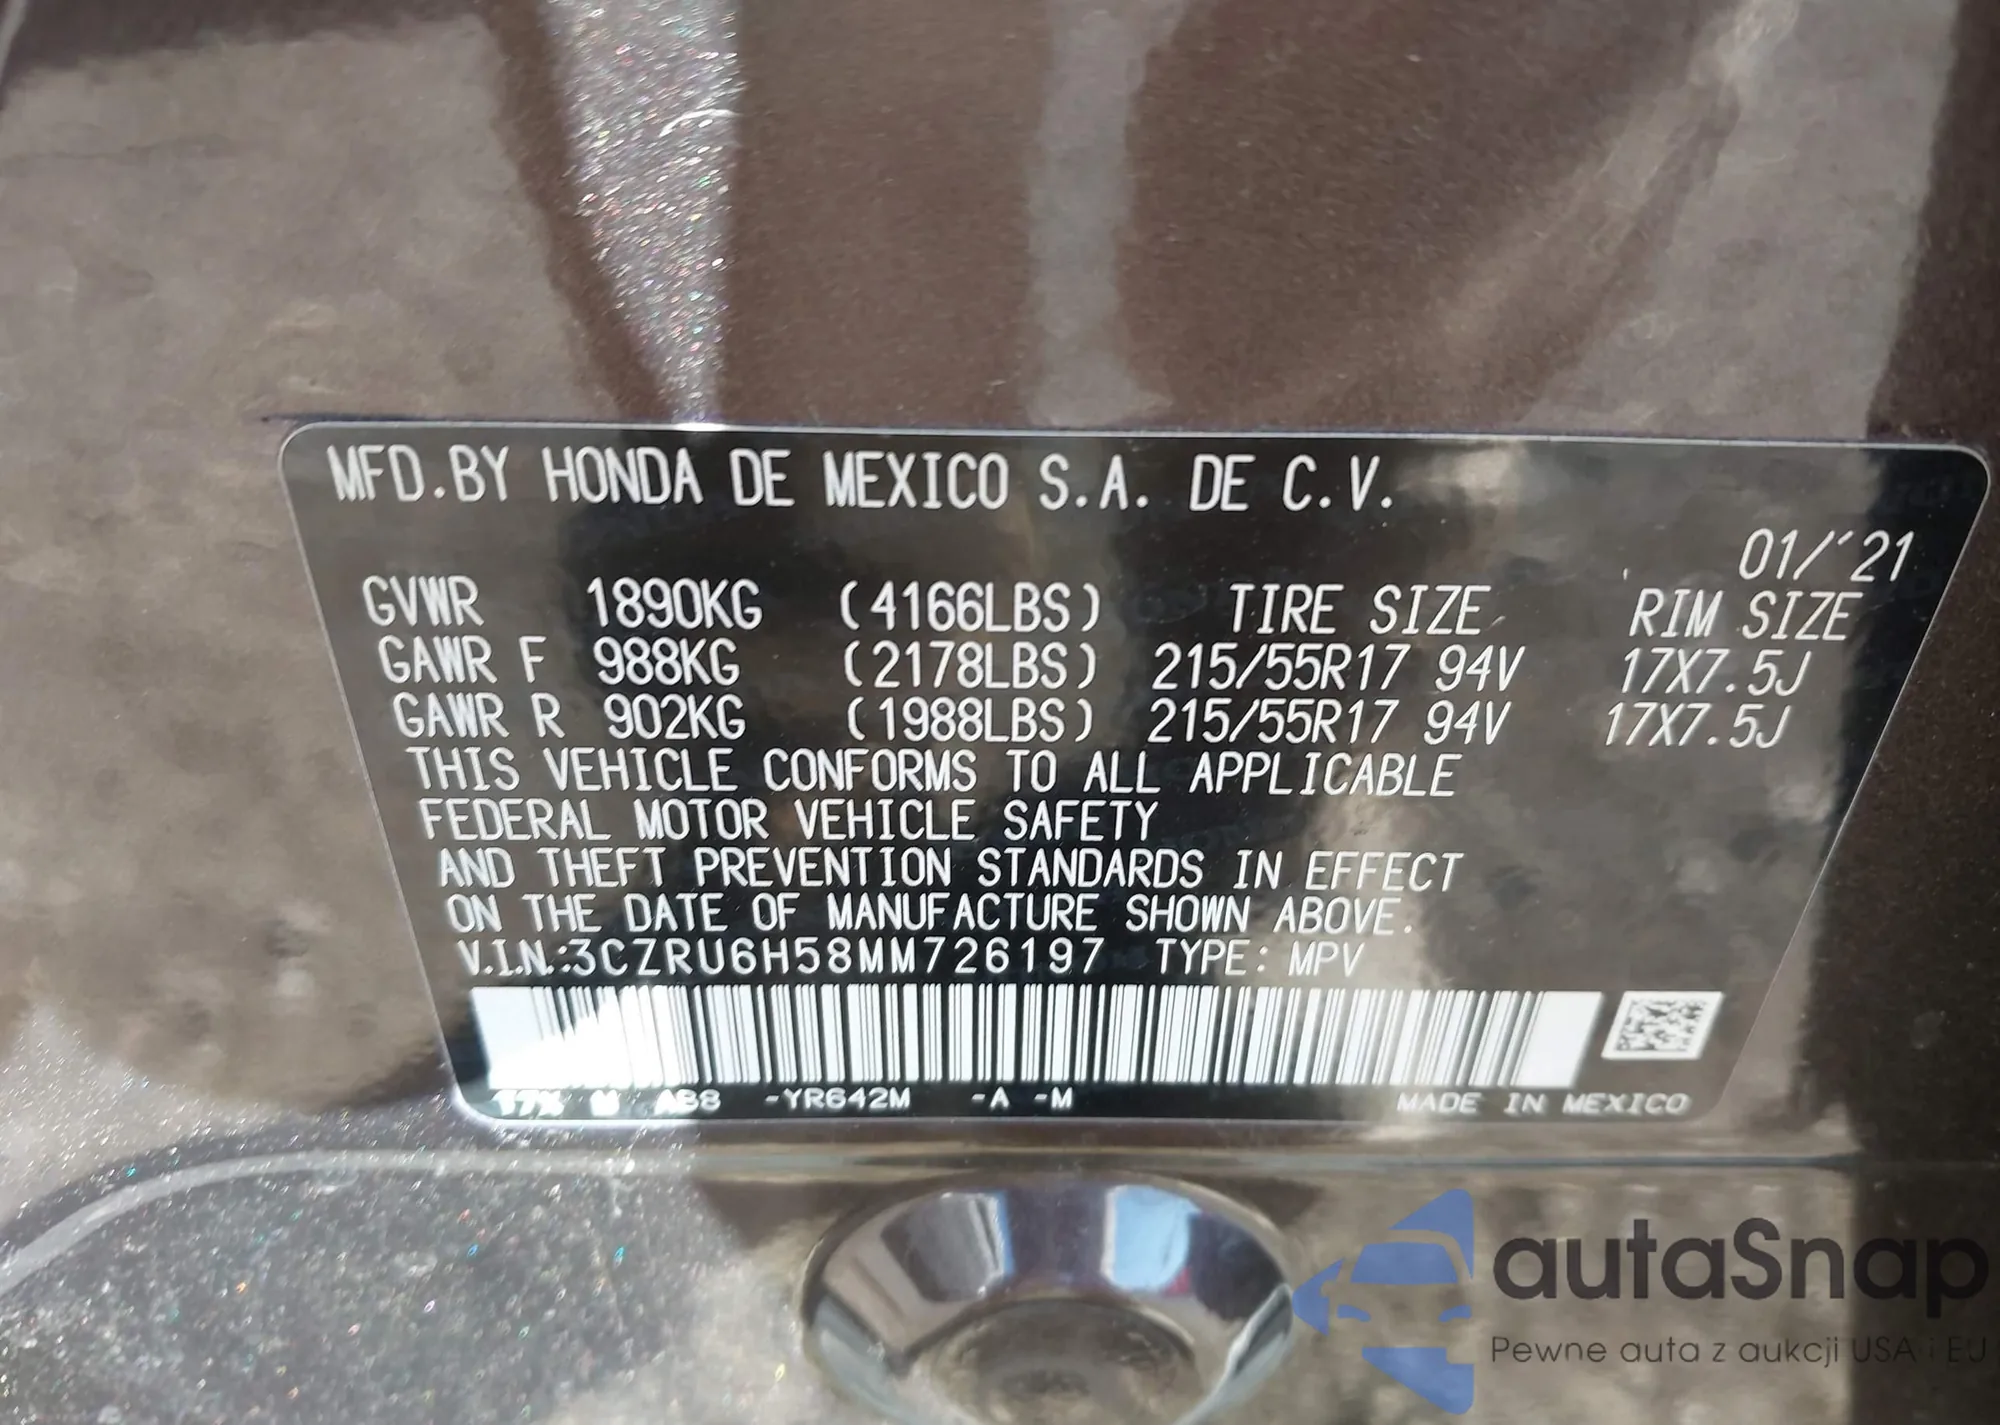 MFD.BY HONDA DE MEXICO S.A. DE C.V.
01/'21
GVWR 1890KG (4166LBS) TIRE SIZE RIM SIZE
GAWR F 988KG (2178LBS) 215/55R17 94V 17X7.5J
GAWR R 902KG (1988LBS) 215/55R17 94V 17X7.5J
THIS VEHICLE CONFORMS TO ALL APPLICABLE
FEDERAL MOTOR VEHICLE SAFETY
AND THEFT PREVENTION STANDARDS IN EFFECT
ON THE DATE OF MANUFACTURE SHOWN ABOVE.
V.I.N.:3CZRU6H58MM726197 TYPE: MPV
AB8 -YR642M -A -M MADE IN MEXICO
autaSnap
Pewne auta z aukcji USA i EU